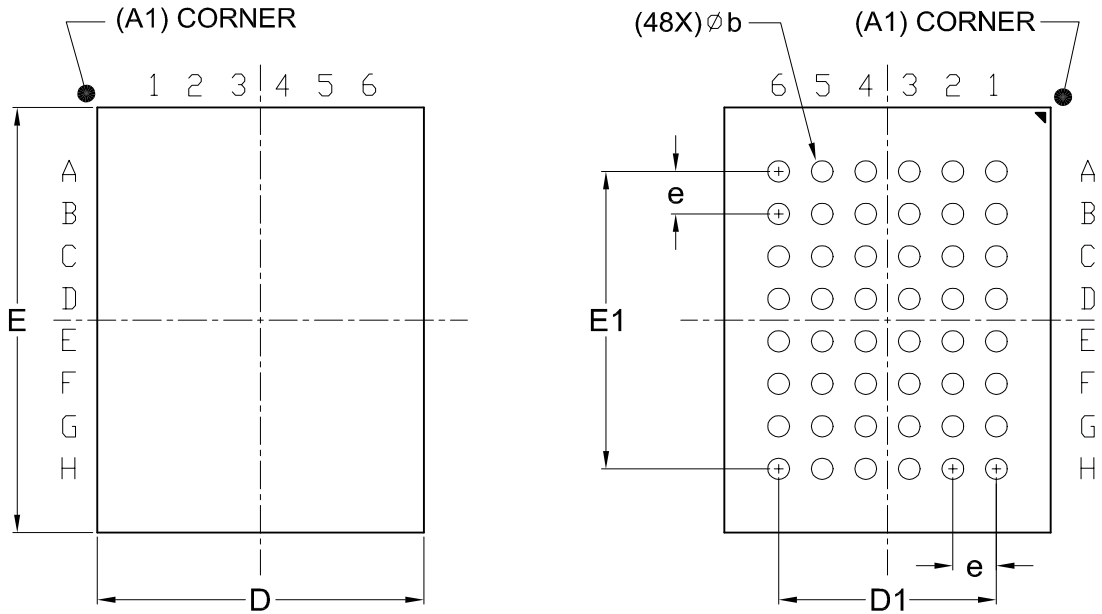 (A1) CORNER
(48X) ∅ b
(A1) CORNER
1 2 3 4 5 6
6 5 4 3 2 1
A
B
C
D
E
F
G
H
E
D
A
B
C
D
E
F
G
H
e
E1
e
D1